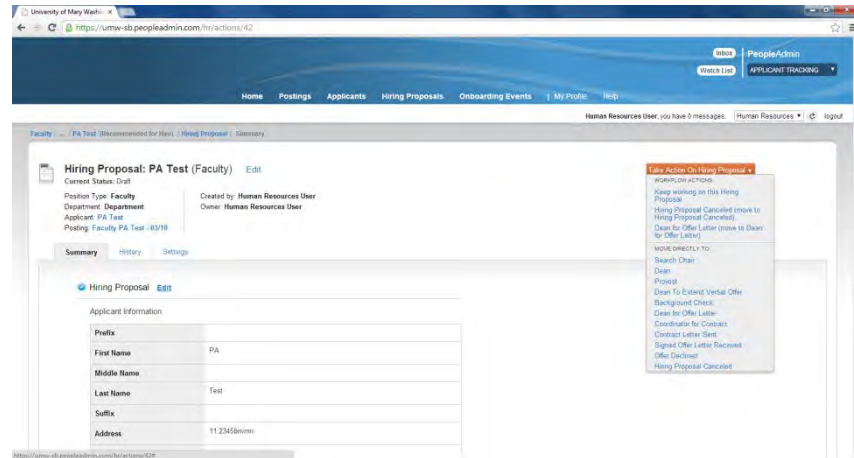 University of Mary Washi
https://umw-sb.peopleadmin.com/hr/actions/42
Inbox
PeopleAdmin
Watch List
APPLICANT TRACKING
Home Postings Applicants Hiring Proposals Onboarding Events My Profile Help
Human Resources User, you have 0 messages. Human Resources logout
Faculty / ... / PA Test (Recommended for Hire) / Hiring Proposal / Summary
Hiring Proposal: PA Test (Faculty) Edit
Current Status: Draft
Position Type: Faculty
Department: Department
Applicant: PA Test
Posting: Faculty PA Test - 03/10
Created by: Human Resources User
Owner: Human Resources User
Take Action On Hiring Proposal
WORKFLOW ACTIONS
Keep working on this Hiring
Proposal
Hiring Proposal Canceled (move to
Hiring Proposal Canceled)
Dean for Offer Letter (move to Dean
for Offer Letter)
MOVE DIRECTLY TO
Search Chair
Dean
Provost
Dean To Extend Verbal Offer
Background Check
Dean for Offer Letter
Coordinator for Contract
Contract Letter Sent
Signed Offer Letter Received
Offer Declined
Hiring Proposal Canceled
Summary History Settings
Hiring Proposal Edit
Applicant Information
Prefix
First Name PA
Middle Name
Last Name Test
Suffix
Address
https://umw-sb.peopleadmin.com/hr/actions/42#